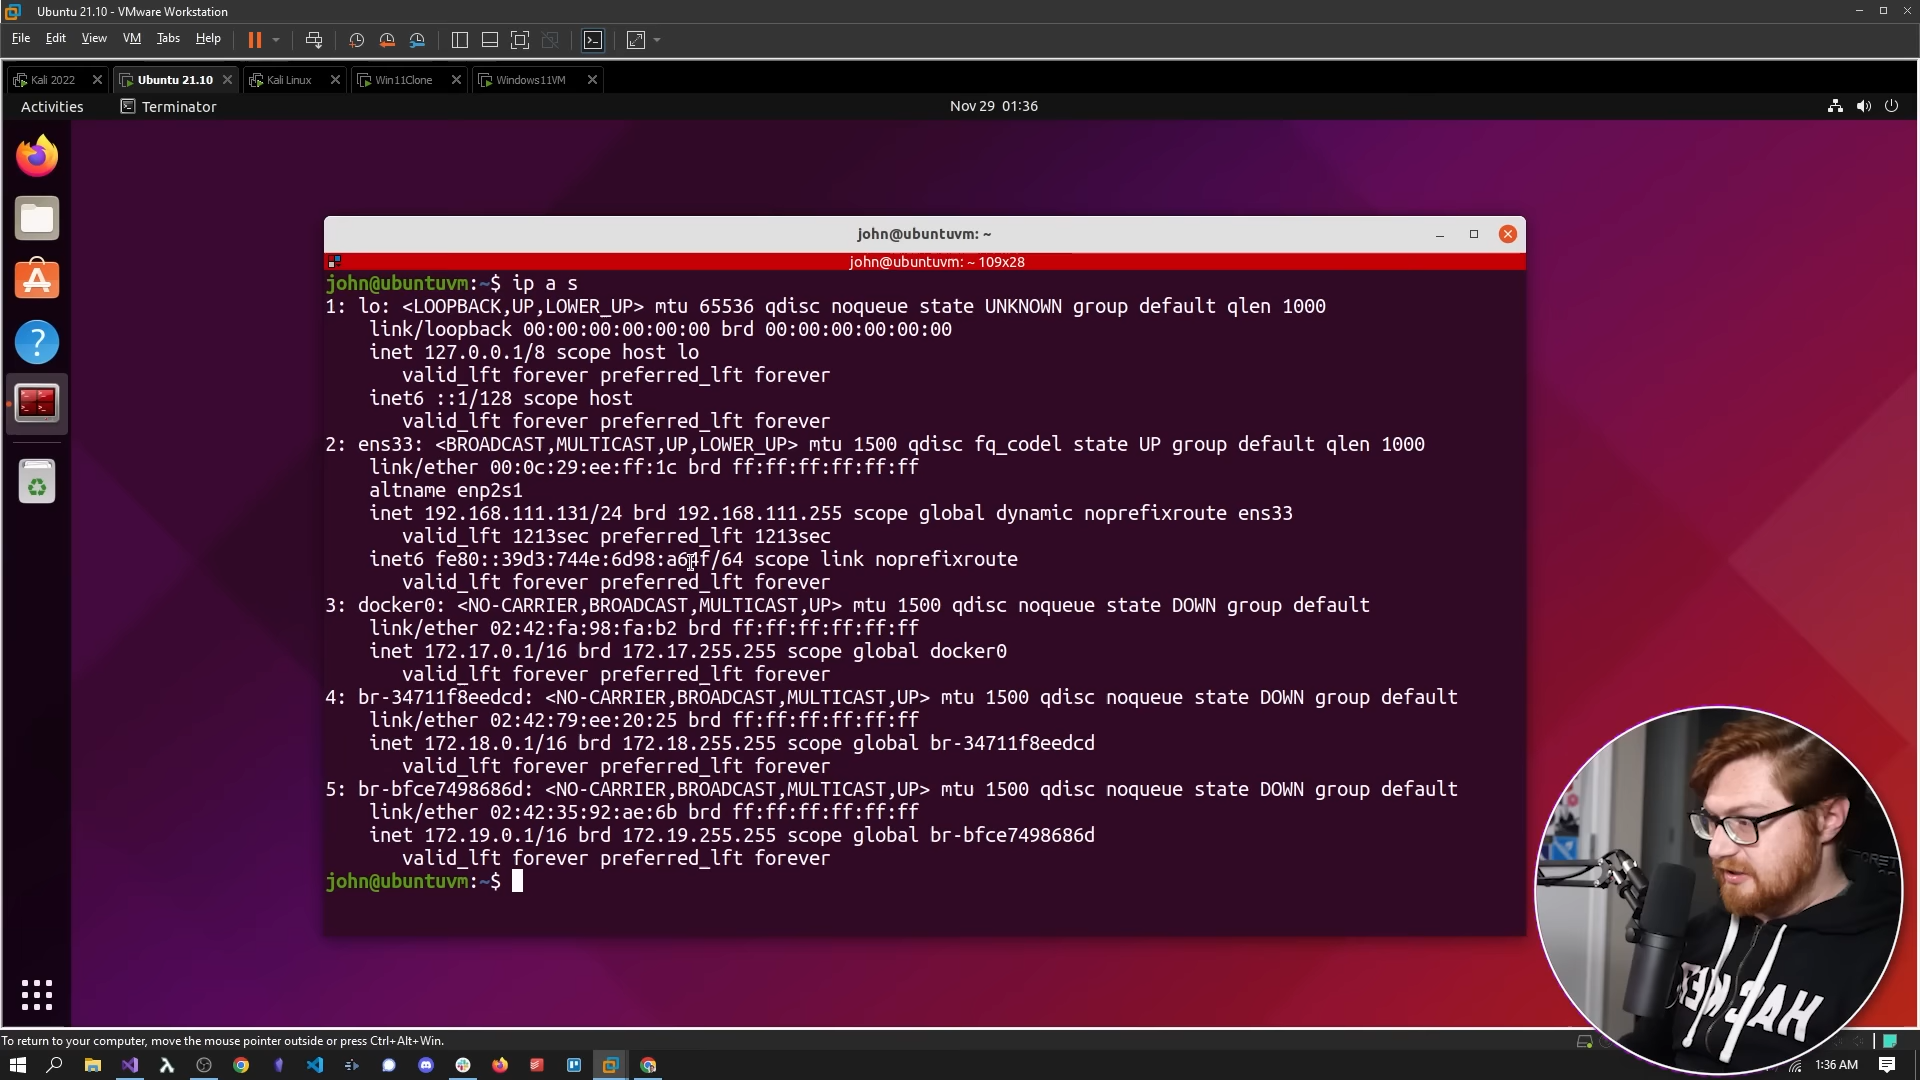 Ubuntu 21.10 - VMware Workstation
File Edit View VM Tabs Help
Kali 2022 Ubuntu 21.10 Kali Linux Win11Clone Windows11VM
Activities Terminator Nov 29 01:36
john@ubuntuvm: ~
john@ubuntuvm: ~ 109x28
john@ubuntuvm:~$ ip a s
1: lo: <LOOPBACK,UP,LOWER_UP> mtu 65536 qdisc noqueue state UNKNOWN group default qlen 1000
link/loopback 00:00:00:00:00:00 brd 00:00:00:00:00:00
inet 127.0.0.1/8 scope host lo
valid_lft forever preferred_lft forever
inet6 ::1/128 scope host
valid_lft forever preferred_lft forever
2: ens33: <BROADCAST,MULTICAST,UP,LOWER_UP> mtu 1500 qdisc fq_codel state UP group default qlen 1000
link/ether 00:0c:29:ee:ff:1c brd ff:ff:ff:ff:ff:ff
altname enp2s1
inet 192.168.111.131/24 brd 192.168.111.255 scope global dynamic noprefixroute ens33
valid_lft 1213sec preferred_lft 1213sec
inet6 scope link noprefixroute
valid_lft forever preferred_lft forever
3: docker0: <NO-CARRIER,BROADCAST,MULTICAST,UP> mtu 1500 qdisc noqueue state DOWN group default
link/ether 02:42:fa:98:fa:b2 brd ff:ff:ff:ff:ff:ff
inet 172.17.0.1/16 brd 172.17.255.255 scope global docker0
valid_lft forever preferred_lft forever
4: br-34711f8eedcd: <NO-CARRIER,BROADCAST,MULTICAST,UP> mtu 1500 qdisc noqueue state DOWN group default
link/ether 02:42:79:ee:20:25 brd ff:ff:ff:ff:ff:ff
inet 172.18.0.1/16 brd 172.18.255.255 scope global br-34711f8eedcd
valid_lft forever preferred_lft forever
5: br-bfce7498686d: <NO-CARRIER,BROADCAST,MULTICAST,UP> mtu 1500 qdisc noqueue state DOWN group default
link/ether 02:42:35:92:ae:6b brd ff:ff:ff:ff:ff:ff
inet 172.19.0.1/16 brd 172.19.255.255 scope global br-bfce7498686d
valid_lft forever preferred_lft forever
john@ubuntuvm:~$
To return to your computer, move the mouse pointer outside or press Ctrl+Alt+Win.
1:36 AM